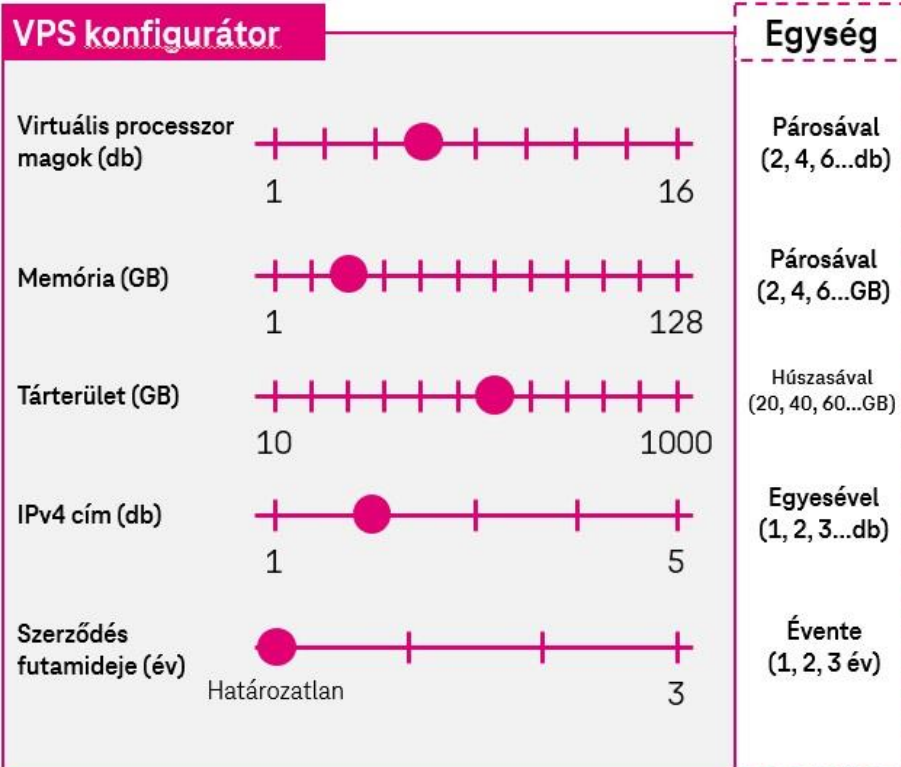 VPS konfigurátor
Egység
Virtuális processzor
magok (db)
1
16
Párosával
(2, 4, 6...db)
Memória (GB)
1
128
Párosával
(2, 4, 6...GB)
Tárterület (GB)
10
1000
Húszasával
(20, 40, 60...GB)
IPv4 cím (db)
1
5
Egyesével
(1, 2, 3...db)
Szerződés
futamideje (év)
Határozatlan
3
Évente
(1, 2, 3 év)